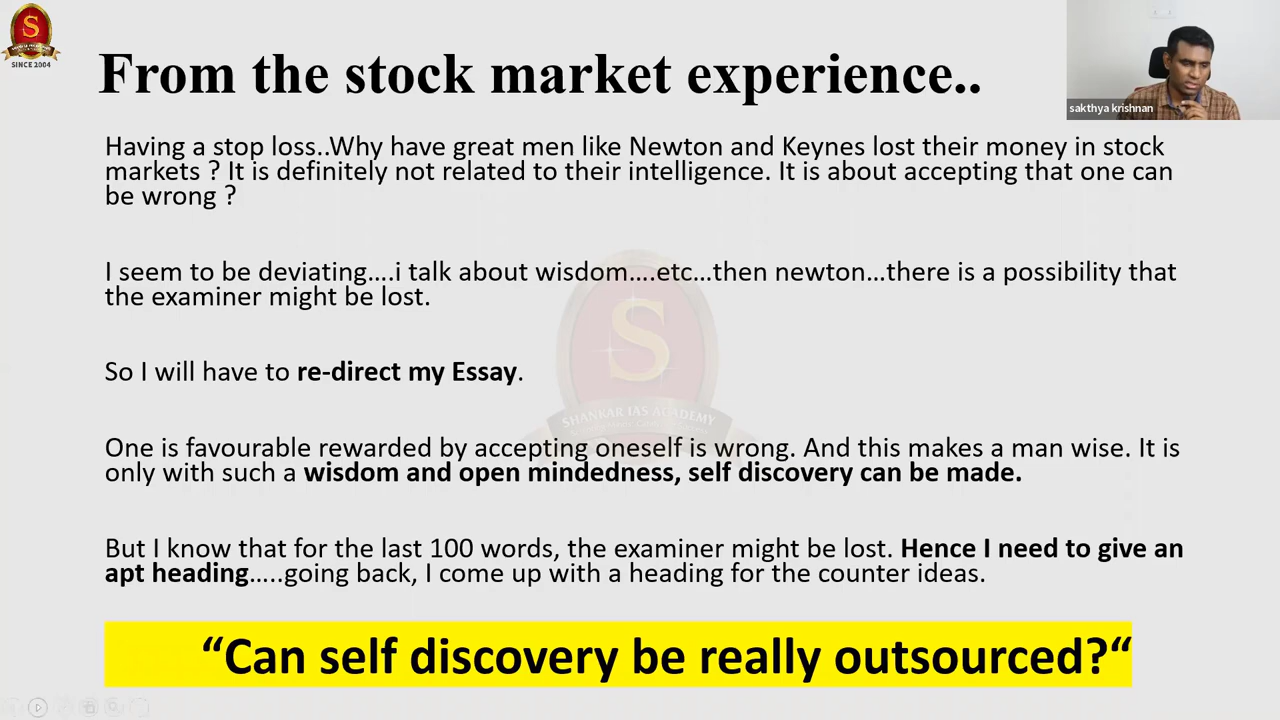 S
SINCE 2004
From the stock market experience..
sakthya krishnan
Having a stop loss..Why have great men like Newton and Keynes lost their money in stock
markets ? It is definitely not related to their intelligence. It is about accepting that one can
be wrong ?
I seem to be deviating....i talk about wisdom....etc...then newton...there is a possibility that
the examiner might be lost.
So I will have to re-direct my Essay.
S
SHANKAR IAS ACADEMY
One is favourable rewarded by accepting oneself is wrong. And this makes a man wise. It is
only with such a wisdom and open mindedness, self discovery can be made.
But I know that for the last 100 words, the examiner might be lost. Hence I need to give an
apt heading.....going back, I come up with a heading for the counter ideas.
“Can self discovery be really outsourced?“